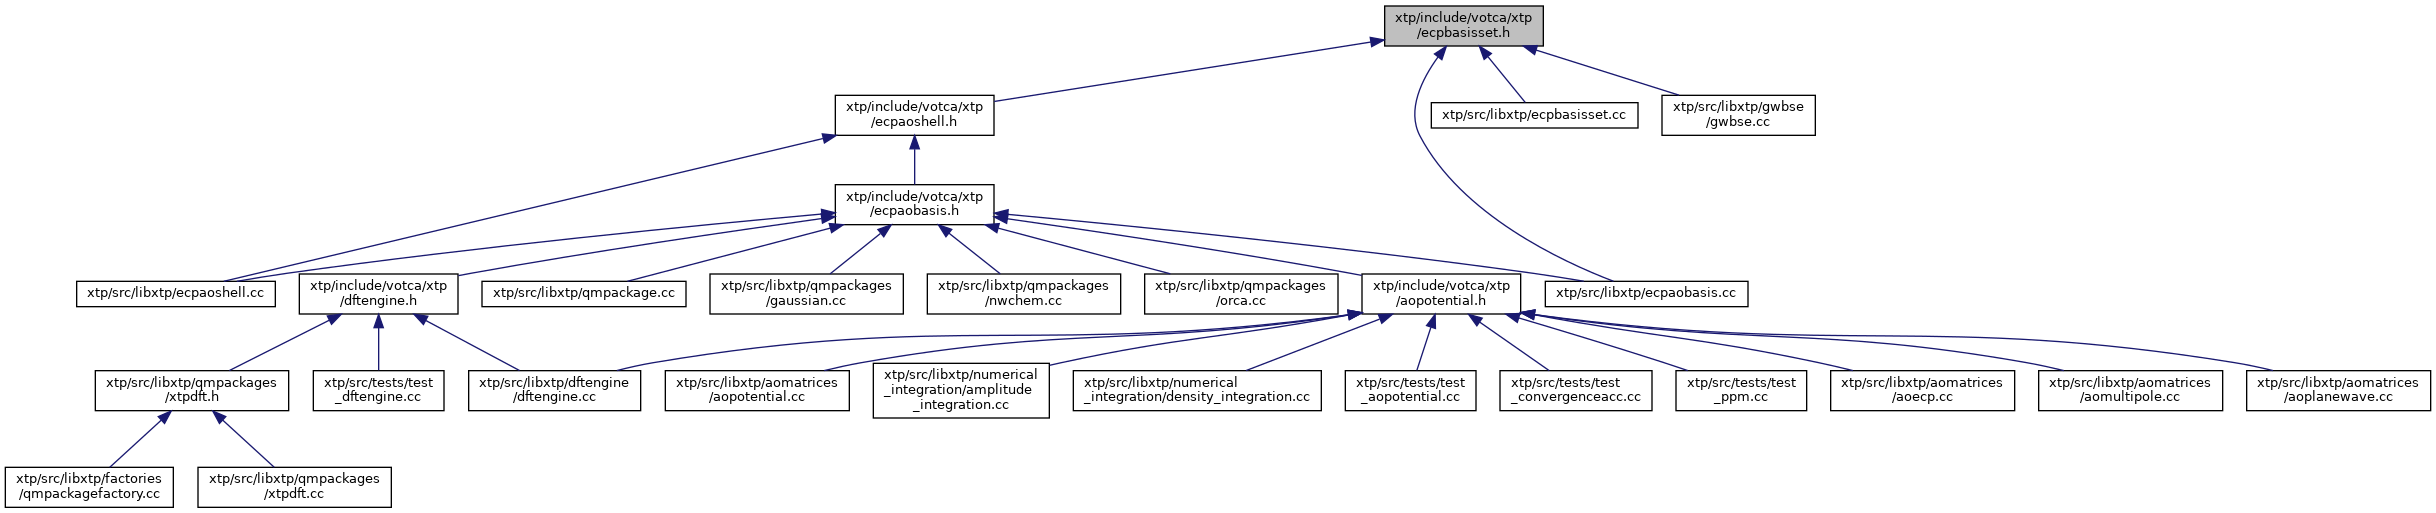 xtp/include/votca/xtp
/ecpbasisset.h
xtp/include/votca/xtp
/ecpaoshell.h
xtp/src/libxtp/ecpbasisset.cc
xtp/src/libxtp/gwbse
/gwbse.cc
xtp/include/votca/xtp
/ecpaobasis.h
xtp/src/libxtp/ecpaoshell.cc
xtp/include/votca/xtp
/dftengine.h
xtp/src/libxtp/qmpackage.cc
xtp/src/libxtp/qmpackages
/gaussian.cc
xtp/src/libxtp/qmpackages
/nwchem.cc
xtp/src/libxtp/qmpackages
/orca.cc
xtp/include/votca/xtp
/aopotential.h
xtp/src/libxtp/ecpaobasis.cc
xtp/src/libxtp/qmpackages
/xtpdft.h
xtp/src/tests/test
_dftengine.cc
xtp/src/libxtp/dftengine
/dftengine.cc
xtp/src/libxtp/aomatrices
/aopotential.cc
xtp/src/libxtp/numerical
_integration/amplitude
_integration.cc
xtp/src/libxtp/numerical
_integration/density_integration.cc
xtp/src/tests/test
_aopotential.cc
xtp/src/tests/test
_convergenceacc.cc
xtp/src/tests/test
_ppm.cc
xtp/src/libxtp/aomatrices
/aoecp.cc
xtp/src/libxtp/aomatrices
/aomultipole.cc
xtp/src/libxtp/aomatrices
/aoplanewave.cc
xtp/src/libxtp/factories
/qmpackagefactory.cc
xtp/src/libxtp/qmpackages
/xtpdft.cc